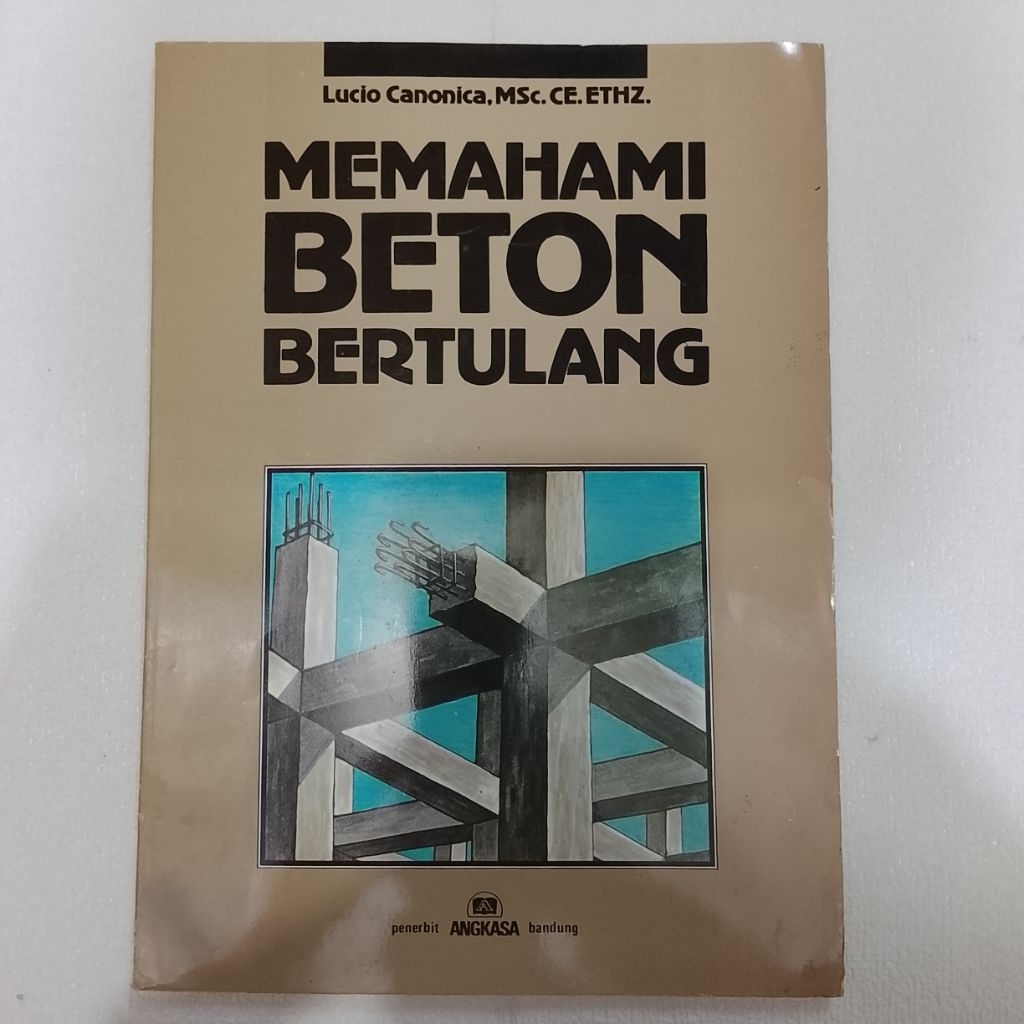 Lucio Canonica, MSc. CE. ETHZ.
MEMAHAMI
BETON
BERTULANG
penerbit ANGKASA bandung